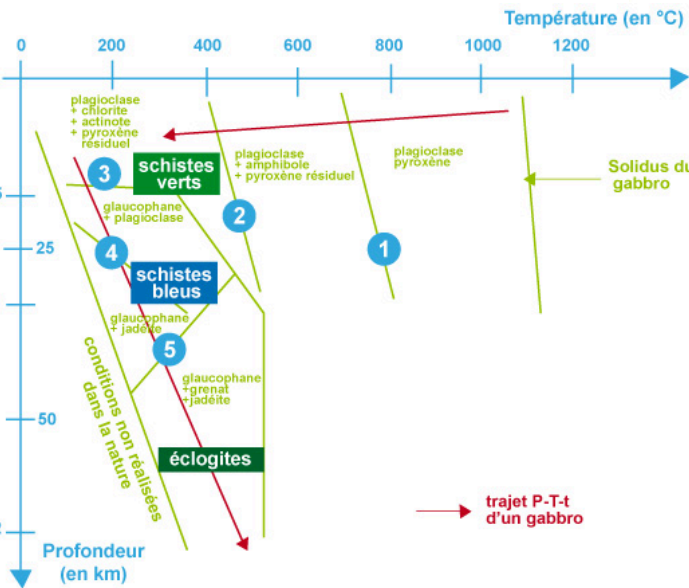 Température (en °C)
0
200
400
600
800
1000
1200
plagioclase
+ chlorite
+ actinote
+ pyroxène
résiduel
3
schistes
verts
plagioclase
+ amphibole
+ pyroxène résiduel
plagioclase
pyroxène
Solidus du
gabbro
5
glaucophane
+ plagioclase
2
25
4
1
schistes
bleus
glaucophane
+ jadéite
5
conditions non réalisées
dans la nature
glaucophane
+grenat
+jadéite
50
éclogites
trajet P-T-t
d'un gabbro
2
Profondeur
(en km)